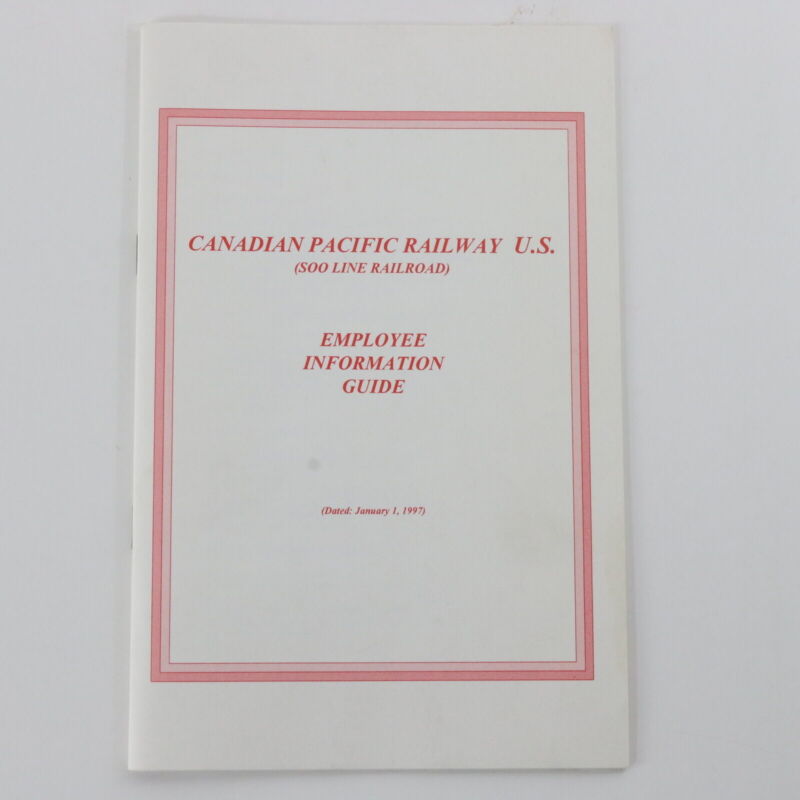 CANADIAN PACIFIC RAILWAY U.S.
(SOO LINE RAILROAD)
EMPLOYEE
INFORMATION
GUIDE
(Dated: January 1, 1997)